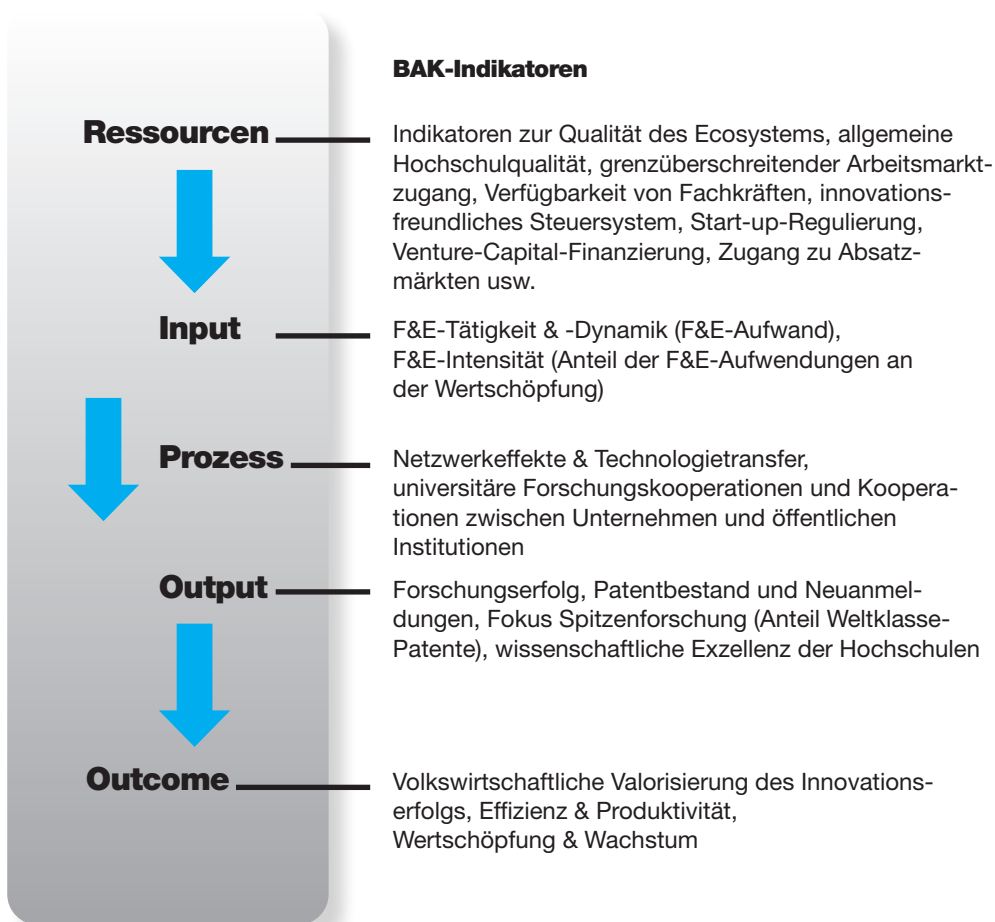 BAK-Indikatoren
Ressourcen
Indikatoren zur Qualität des Ecosystems, allgemeine
Hochschulqualität, grenzüberschreitender Arbeitsmarkt-
zugang, Verfügbarkeit von Fachkräften, innovations-
freundliches Steuersystem, Start-up-Regulierung,
Venture-Capital-Finanzierung, Zugang zu Absatz-
märkten usw.
Input
F&E-Tätigkeit & -Dynamik (F&E-Aufwand),
F&E-Intensität (Anteil der F&E-Aufwendungen an
der Wertschöpfung)
Prozess
Netzwerkeffekte & Technologietransfer,
universitäre Forschungskooperationen und Koopera-
tionen zwischen Unternehmen und öffentlichen
Institutionen
Output
Forschungserfolg, Patentbestand und Neuanmel-
dungen, Fokus Spitzenforschung (Anteil Weltklasse-
Patente), wissenschaftliche Exzellenz der Hochschulen
Outcome
Volkswirtschaftliche Valorisierung des Innovations-
erfolgs, Effizienz & Produktivität,
Wertschöpfung & Wachstum